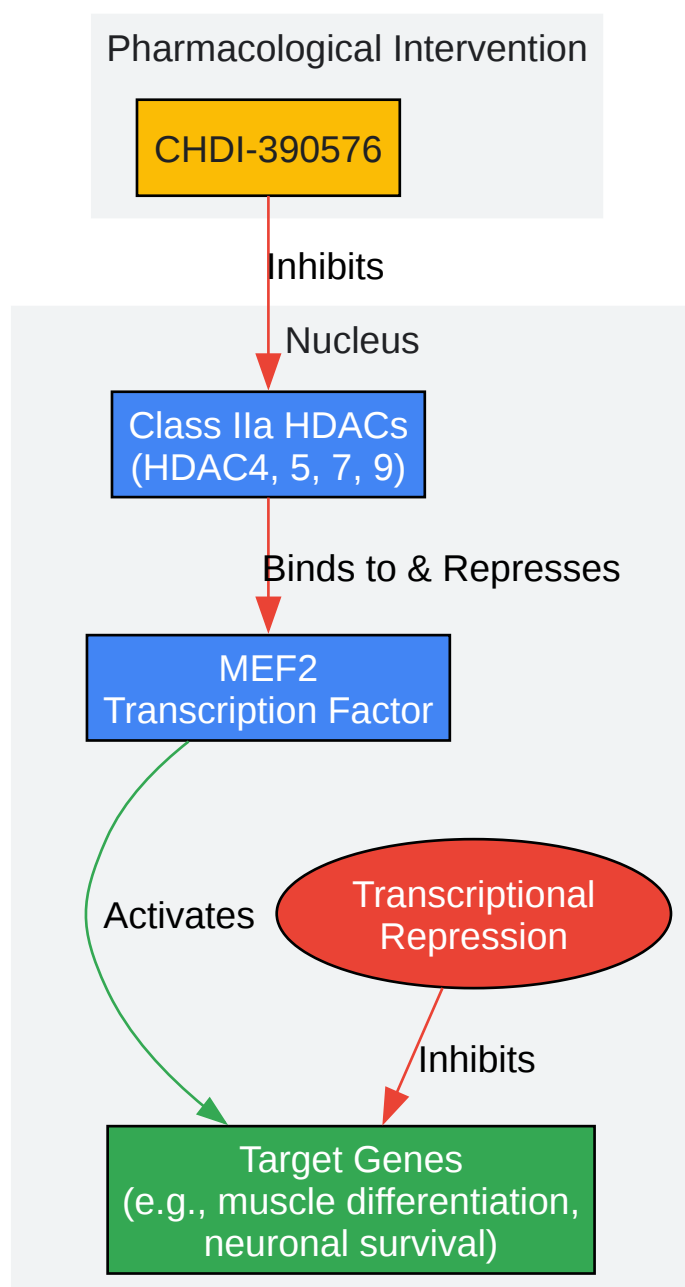 Pharmacological Intervention
CHDI-390576
Inhibits
Nucleus
Class IIa HDACs
(HDAC4, 5, 7, 9)
Binds to & Represses
MEF2
Transcription Factor
Activates
Transcriptional
Repression
Inhibits
Target Genes
(e.g., muscle differentiation,
neuronal survival)